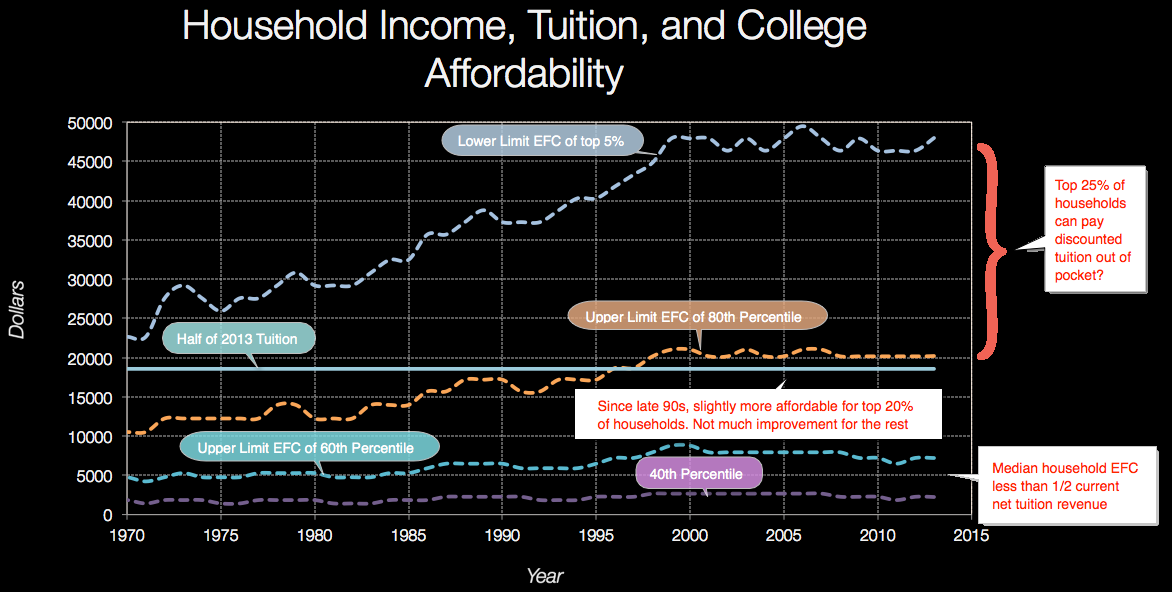 Household Income, Tuition, and College
Affordability
50000
45000
40000
35000
30000
25000
20000
15000
10000
5000
0
Dollars
Lower Limit EFC of top 5%
Half of 2013 Tuition
Upper Limit EFC of 80th Percentile
Since late 90s, slightly more affordable for top 20%
of households. Not much improvement for the rest
Upper Limit EFC of 60th Percentile
40th Percentile
Top 25% of
households
can pay
discounted
tuition out of
pocket?
Median household EFC
less than 1/2 current
net tuition revenue
1970 1975 1980 1985 1990 1995 2000 2005 2010 2015
Year